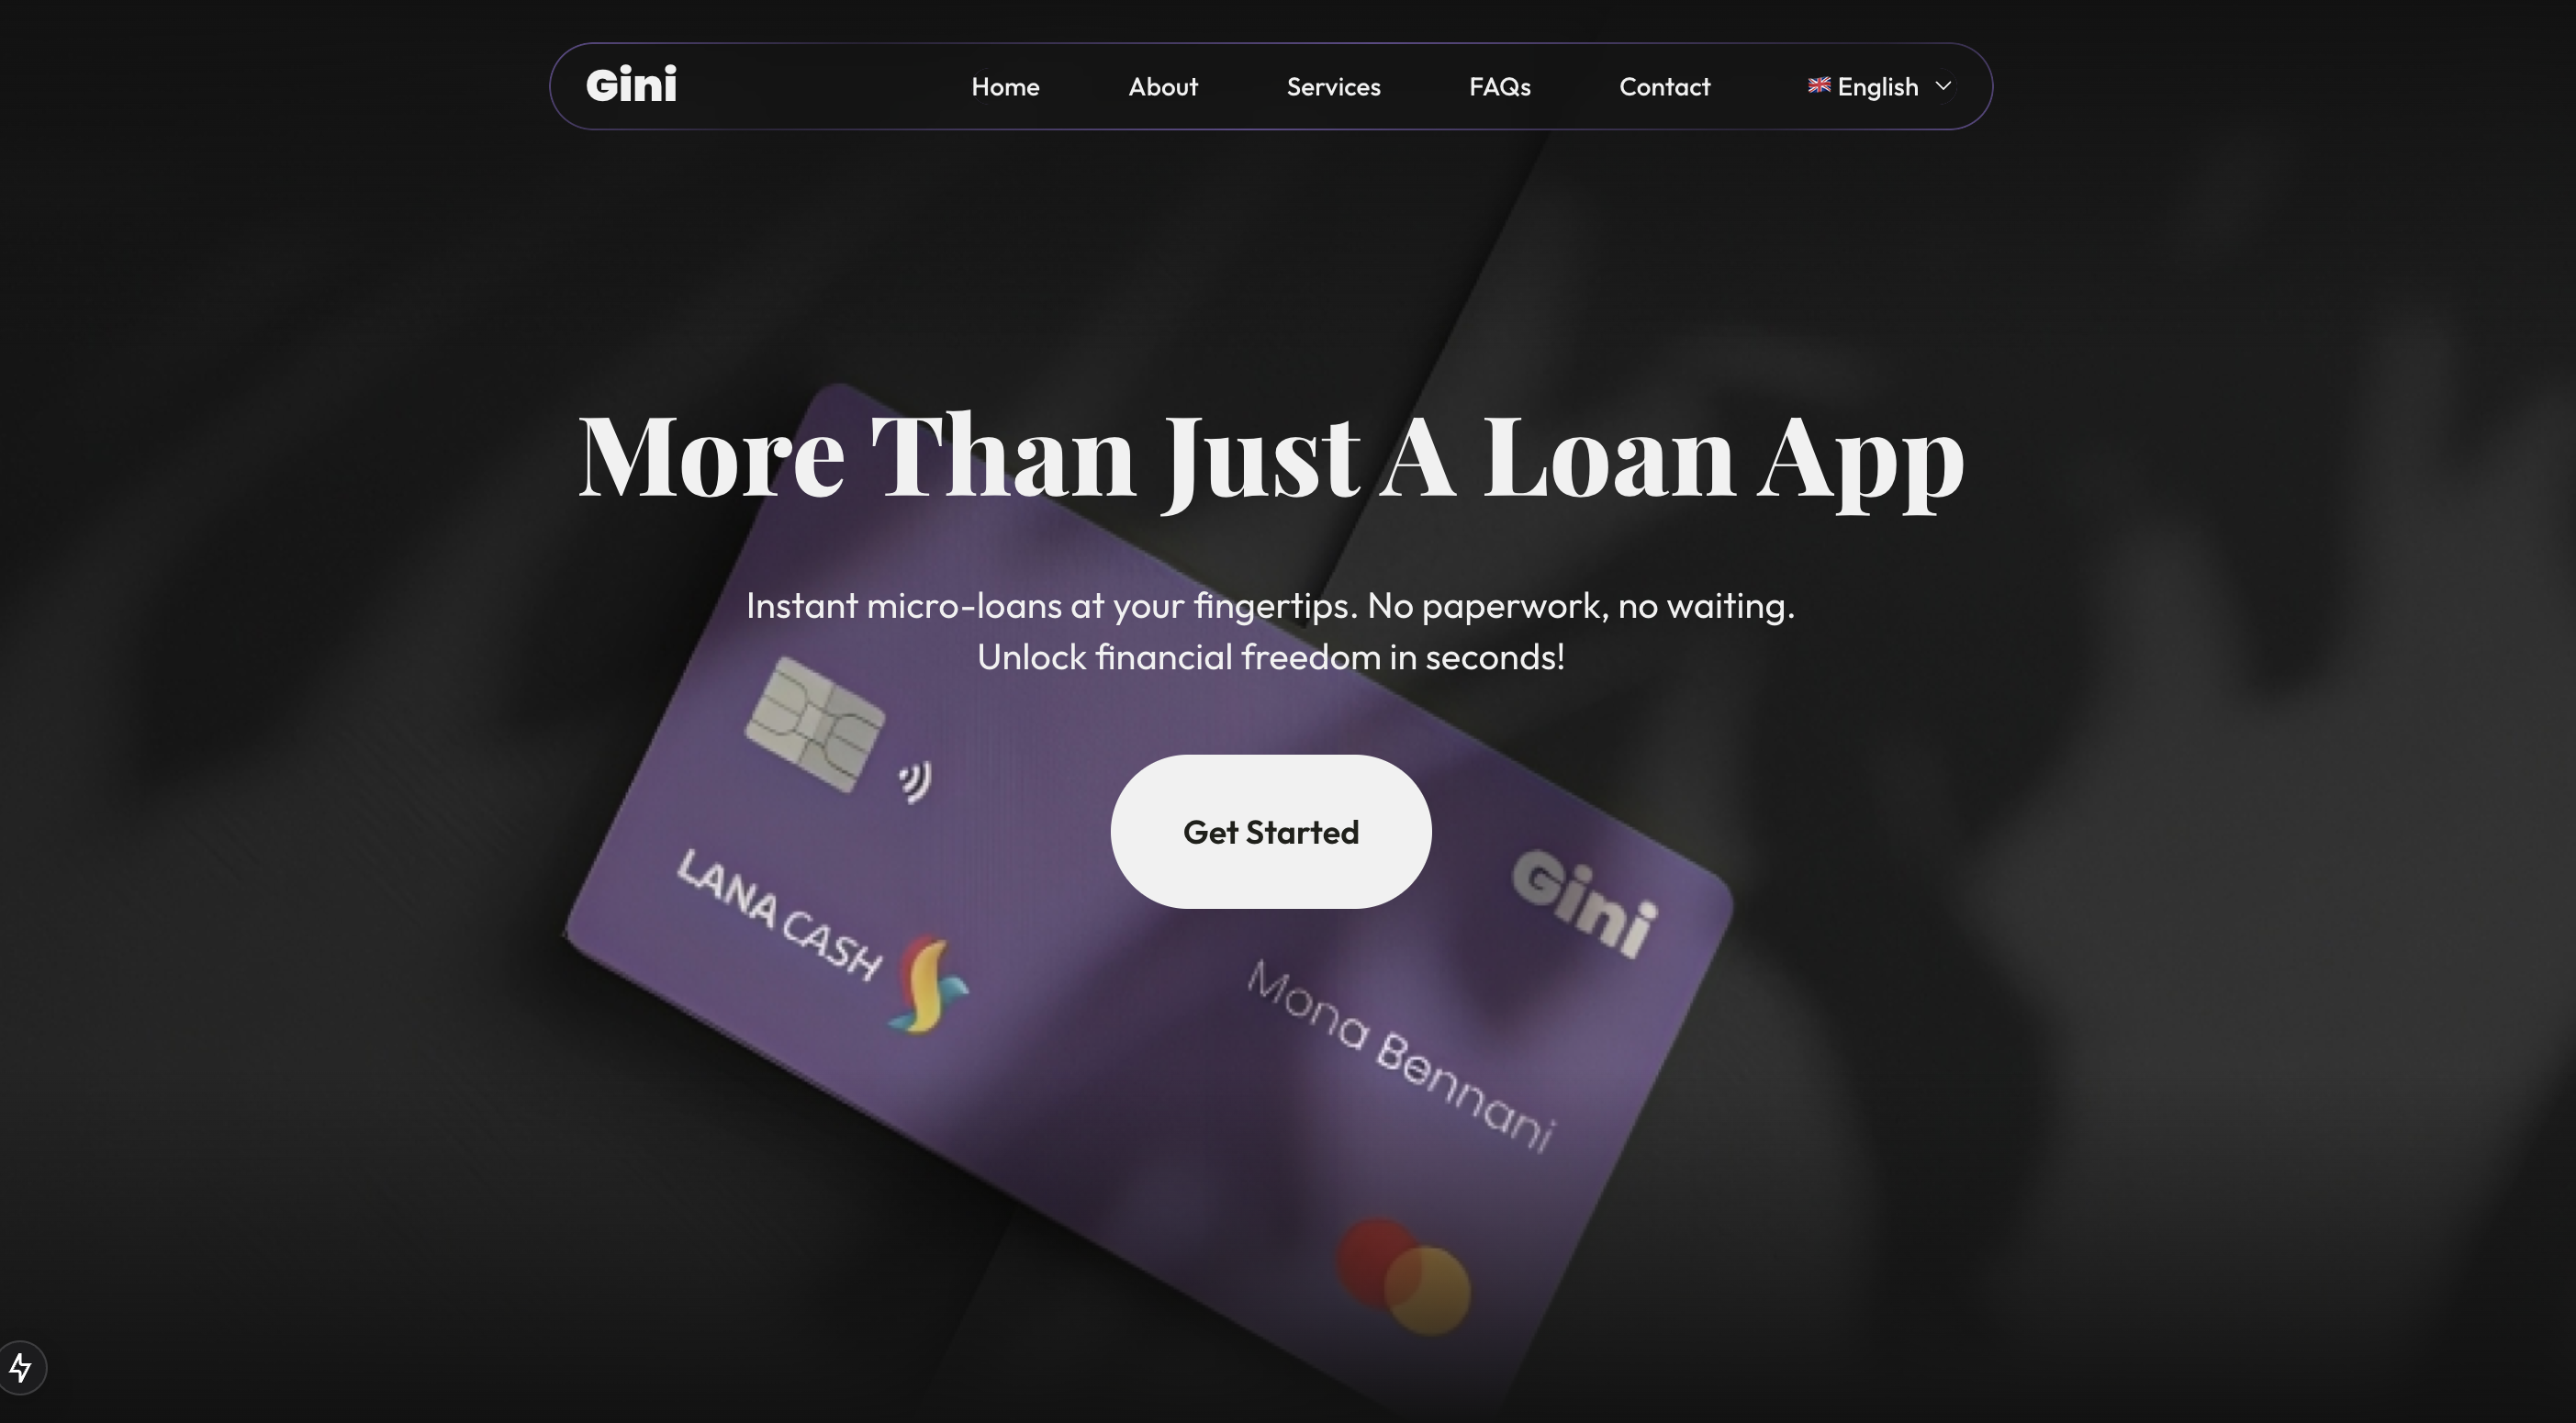 Gini
Home
About
Services
FAQs
Contact
English
More Than Just A Loan App
Instant micro-loans at your fingertips. No paperwork, no waiting.
Unlock financial freedom in seconds!
Get Started
LANA CASH
Gini
Mona Bennani